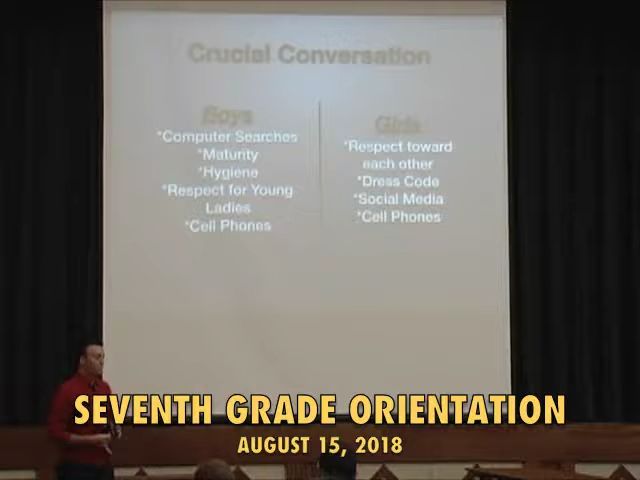 Crucial Conversation
Boys
*Computer Searches
*Maturity
*Hygiene
*Respect for Young
Ladies
*Cell Phones
Girls
*Respect toward
each other
*Dress Code
*Social Media
*Cell Phones
SEVENTH GRADE ORIENTATION
AUGUST 15, 2018